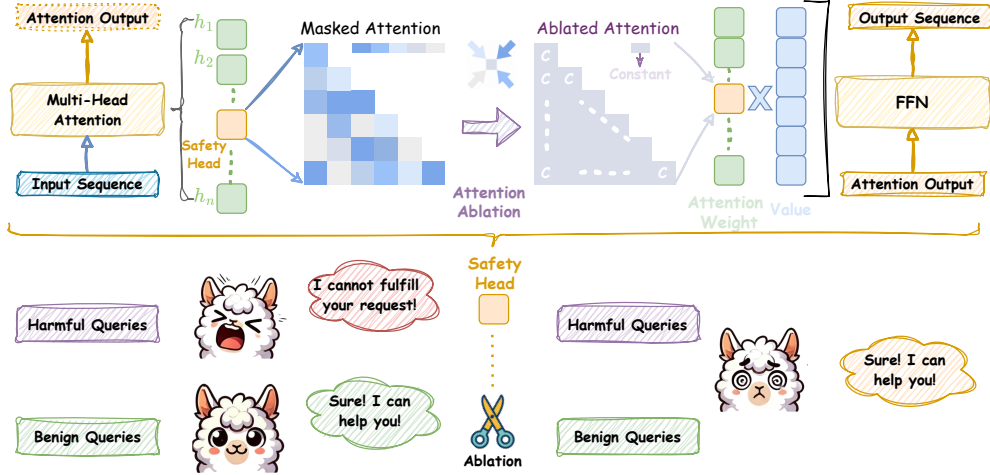 Attention Output
Multi-Head
Attention
Input Sequence
h1
h2
Safety
Head
hn
Masked Attention
Attention
Ablation
Ablated Attention
Constant
C
C C
C
C
Attention
Weight
X
Value
Output Sequence
FFN
Attention Output
Safety
Head
Ablation
Harmful Queries
I cannot fulfill
your request!
Benign Queries
Sure! I can
help you!
Harmful Queries
Benign Queries
Sure! I can
help you!